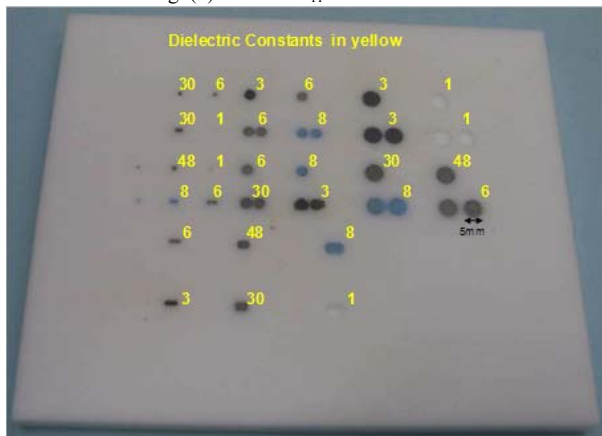 Dielectric Constants in yellow
30 6 3 6 3 1
30 1 6 8 3 1
48 1 6 8 30 48
8 6 30 3 8 6
5mm
6 48 8
3 30 1